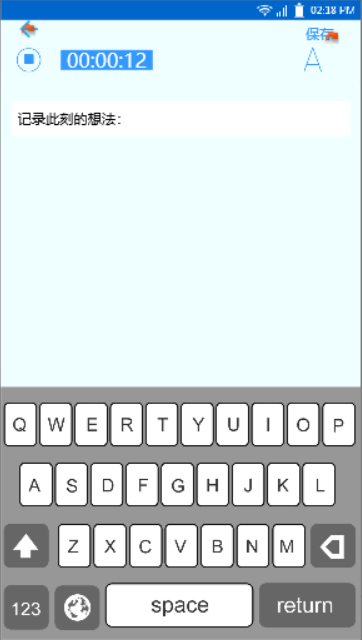 02:18 PM
保存
00:00:12
A
记录此刻的想法：
Q W E R T Y U I O P
A S D F G H J K L
Z X C V B N M
123 space return